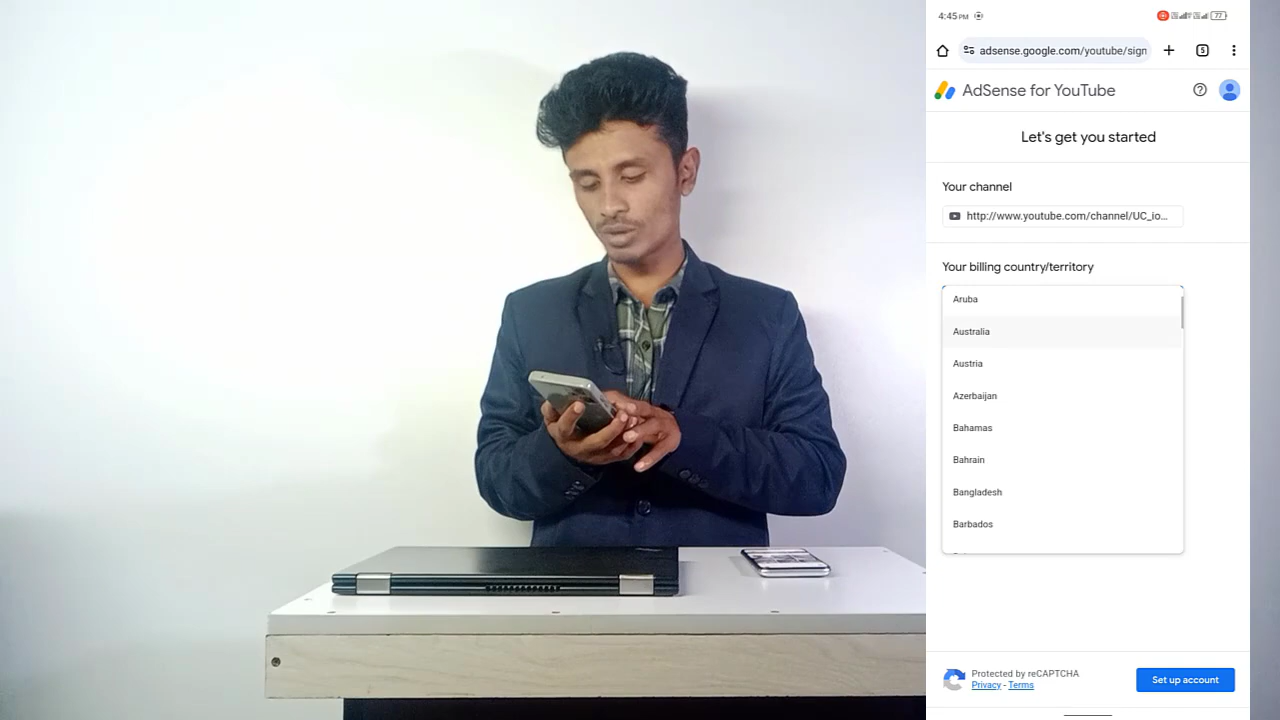 4:45 PM
77
adsense.google.com/youtube/sign
5
AdSense for YouTube
Let's get you started
Your channel
http://www.youtube.com/channel/UC_io...
Your billing country/territory
Aruba
Australia
Austria
Azerbaijan
Bahamas
Bahrain
Bangladesh
Barbados
Protected by reCAPTCHA
Privacy - Terms
Set up account